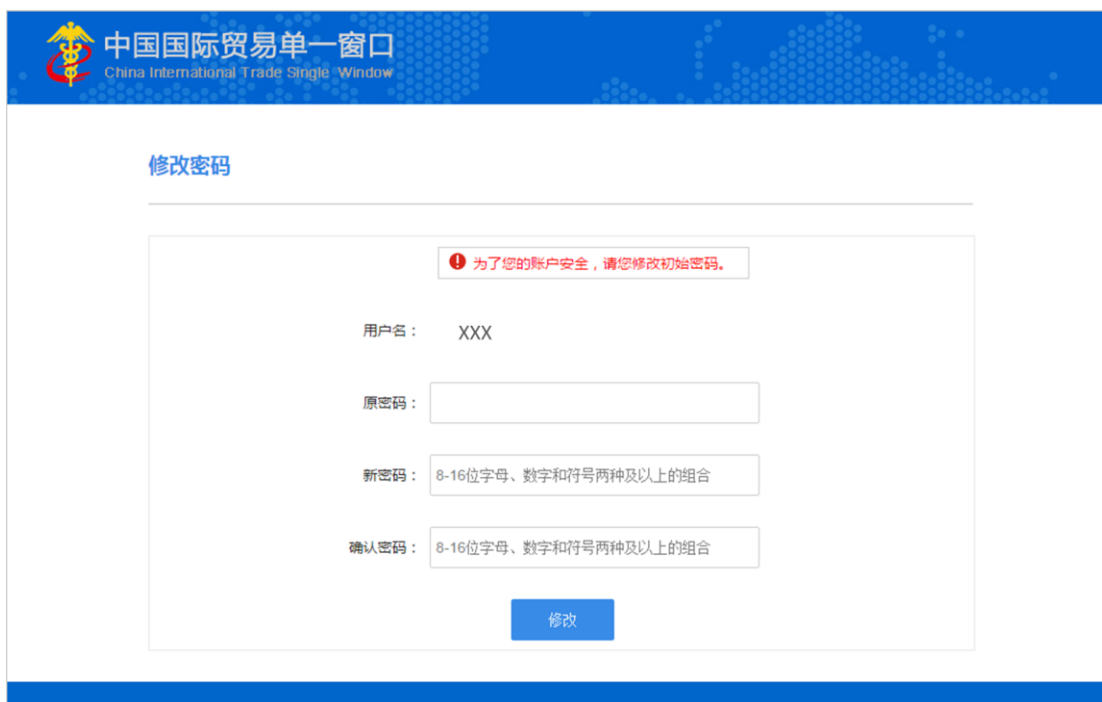 中国国际贸易单一窗口
China International Trade Single Window
修改密码
为了您的账户安全，请您修改初始密码。
用户名： XXX
原密码：
新密码： 8-16位字母、数字和符号两种及以上的组合
确认密码： 8-16位字母、数字和符号两种及以上的组合
修改